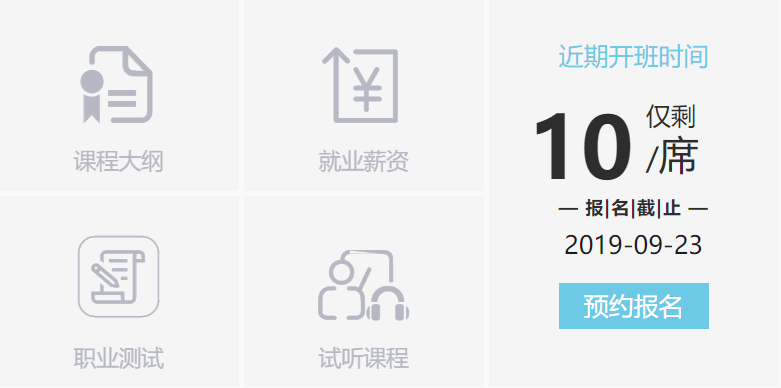 课程大纲
就业薪资
职业测试
试听课程
近期开班时间
10 仅剩
/席
— 报|名|截|止 —
2019-09-23
预约报名